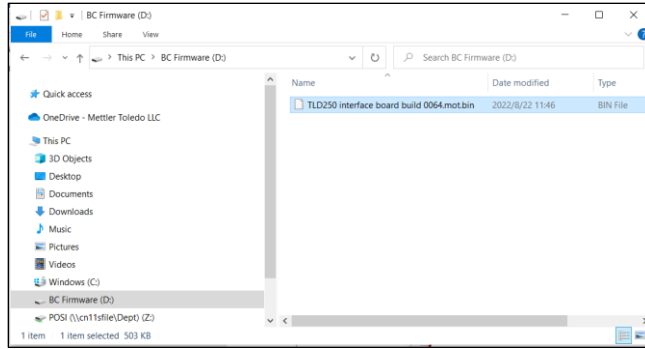 BC Firmware (D:)
File Home Share View
This PC > BC Firmware (D:)
Search BC Firmware (D:)
Name Date modified Type
TLD250 interface board build 0064.mot.bin 2022/8/22 11:46 BIN File
Quick access
OneDrive - Mettler Toledo LLC
This PC
3D Objects
Desktop
Documents
Downloads
Music
Pictures
Videos
Windows (C:)
BC Firmware (D:)
POSI (\\cn11sfile\Dept) (Z:)
1 item 1 item selected 503 KB